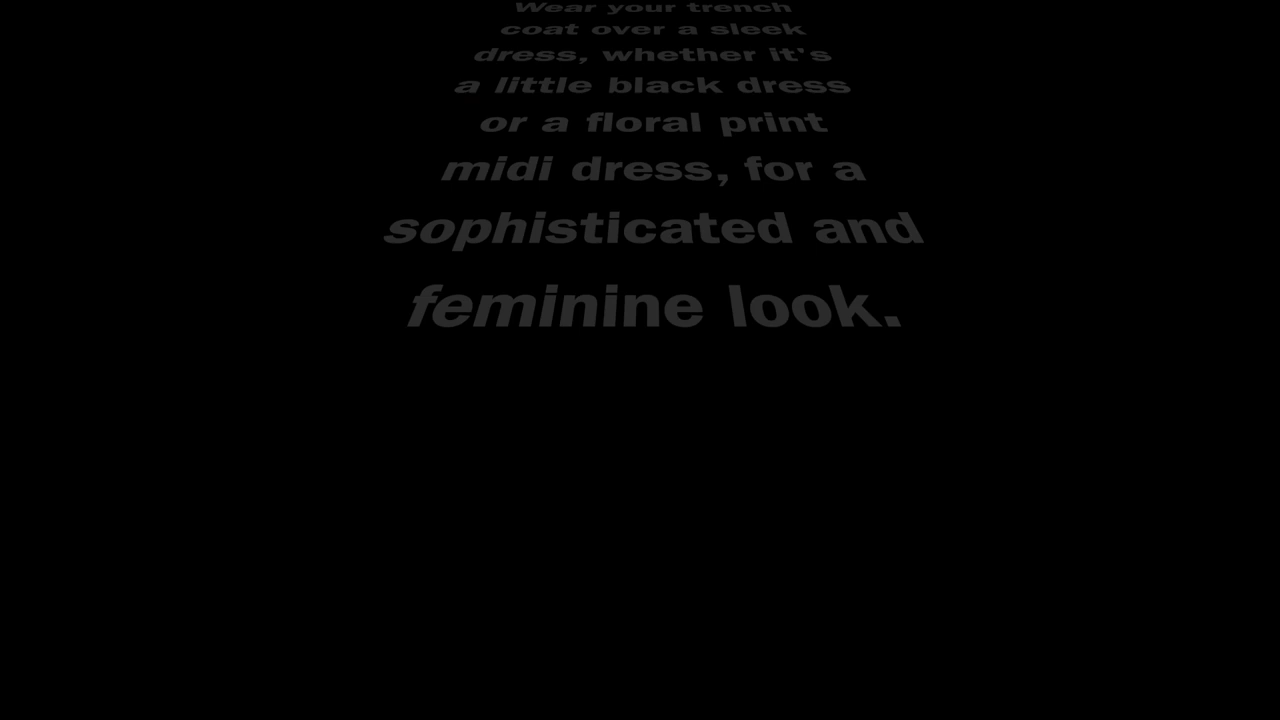 Wear your trench
coat over a sleek
dress, whether it's
a little black dress
or a floral print
midi dress, for a
sophisticated and
feminine look.